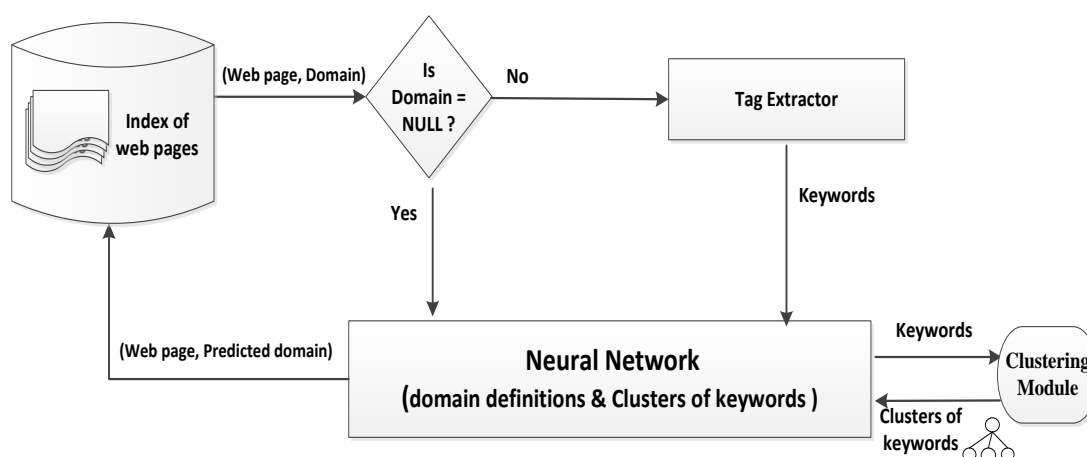 (Web page, Domain)
Is
Domain =
NULL ?
No
Tag Extractor
Index of
web pages
Yes
Keywords
(Web page, Predicted domain)
Neural Network
(domain definitions & Clusters of keywords )
Keywords
Clustering
Module
Clusters of
keywords